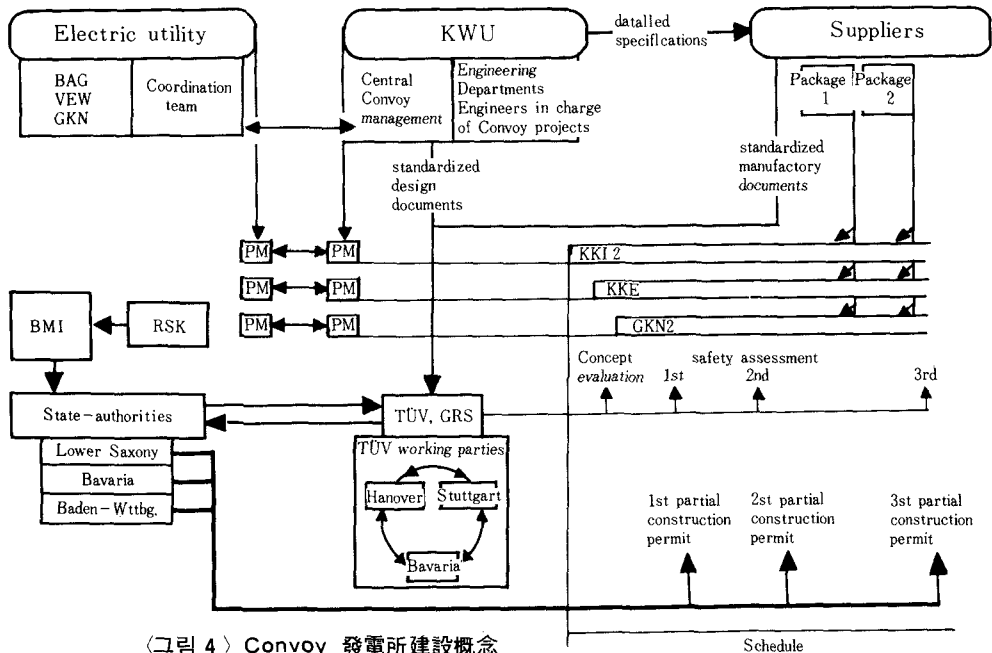 Electric utility
BAG
VEW
GKN
Coordination
team
KWU
Central
Convoy
management
Engineering
Departments
Engineers in charge
of Convoy projects
datalled
specifications
Suppliers
Package
1
Package
2
standardized
design
documents
standardized
manufactory
documents
PM
PM
KKI 2
PM
PM
KKE
PM
PM
GKN2
BMI
RSK
Concept
evaluation
safety assessment
1st
2nd
3rd
State-authorities
Lower Saxony
Bavaria
Baden-Wttbg.
TÜV, GRS
TÜV working parties
Hanover
Stuttgart
Bavaria
1st partial
construction
permit
2st partial
construction
permit
3st partial
construction
permit
Schedule
〈그림 4〉 Convoy 發電所建設概念